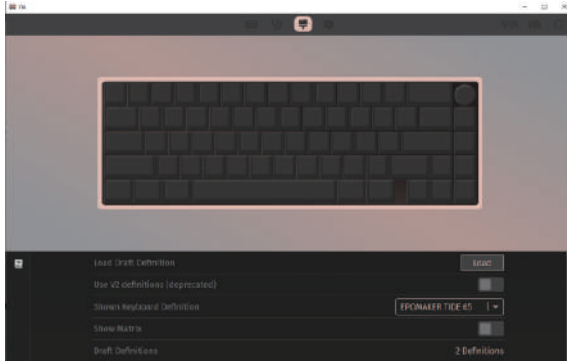 VIA
Load Draft Definition
Load
Use V2 definitions (deprecated)
Shown Keyboard Definition
EPOMAKER TIDE 65
Show Matrix
Draft Definitions
2 Definitions